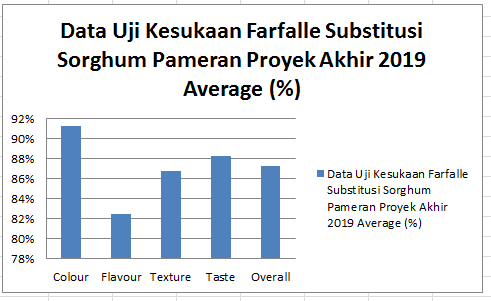 Data Uji Kesukaan Farfalle Substitusi
Sorghum Pameran Proyek Akhir 2019
Average (%)
92%
90%
88%
86%
84%
82%
80%
78%
Colour Flavour Texture Taste Overall
Data Uji Kesukaan Farfalle
Substitusi Sorghum
Pameran Proyek Akhir
2019 Average (%)